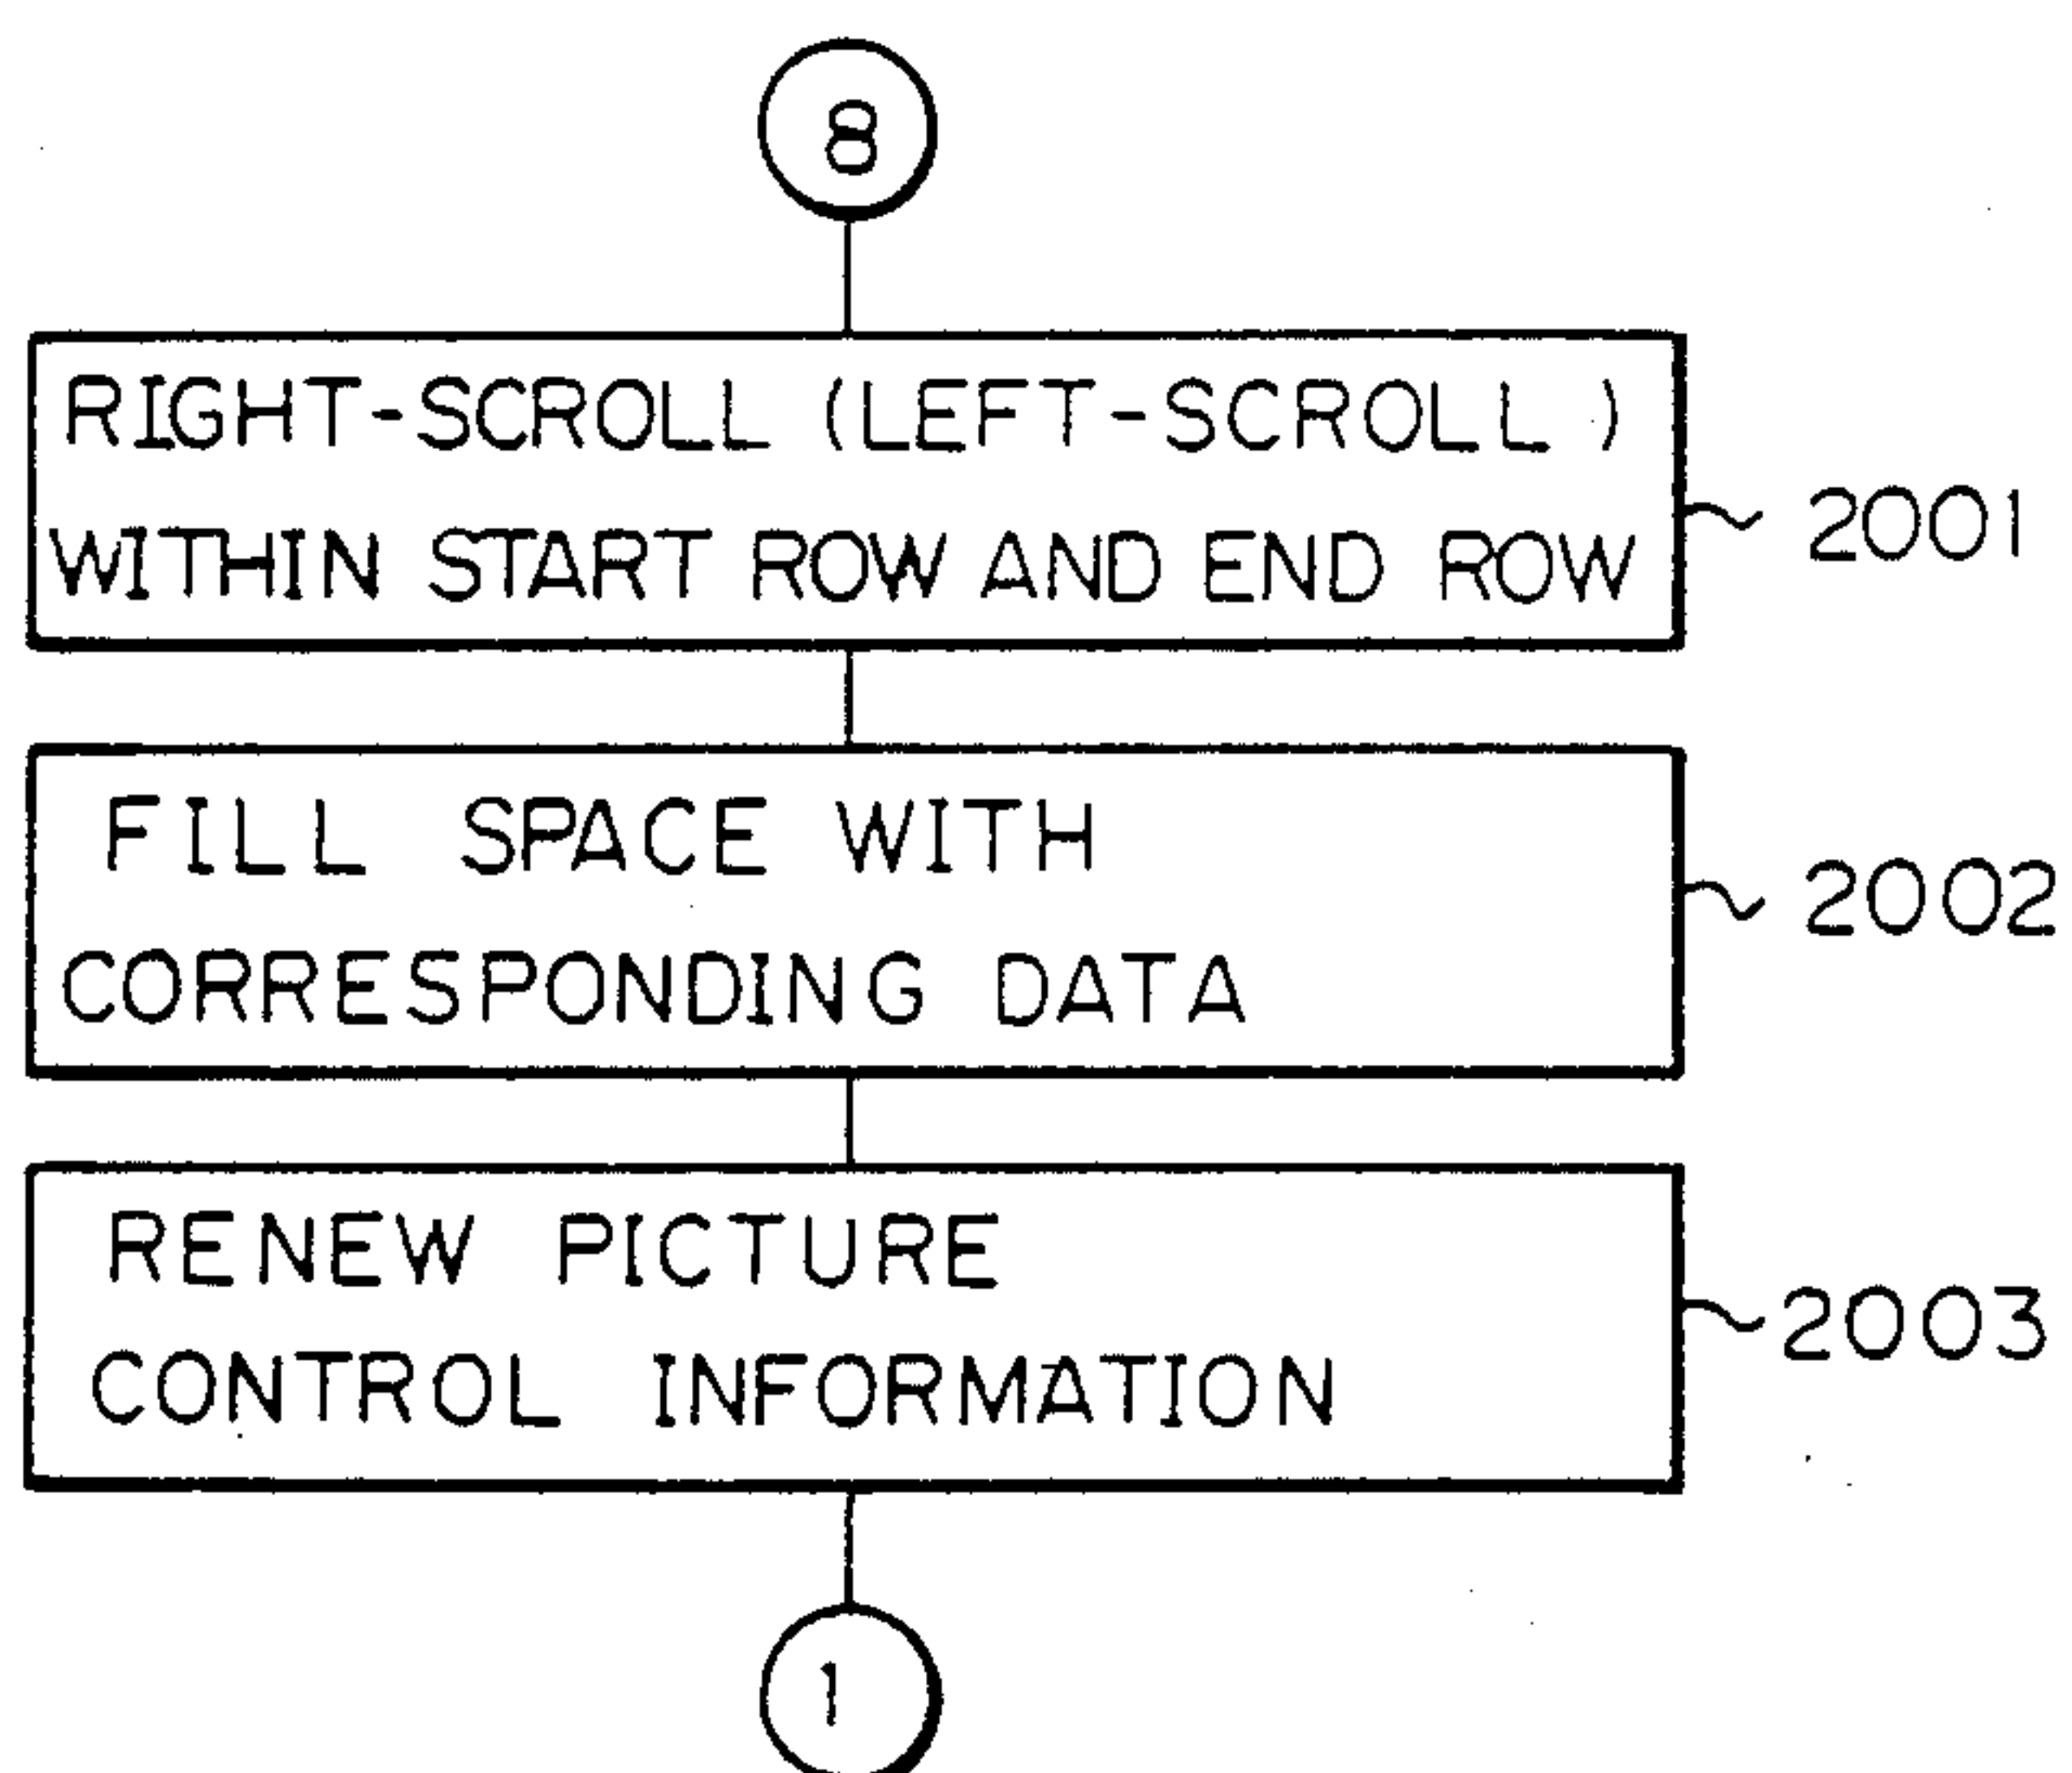 8
RIGHT-SCROLL (LEFT-SCROLL)
WITHIN START ROW AND END ROW
2001
FILL SPACE WITH
CORRESPONDING DATA
2002
RENEW PICTURE
CONTROL INFORMATION
2003
1